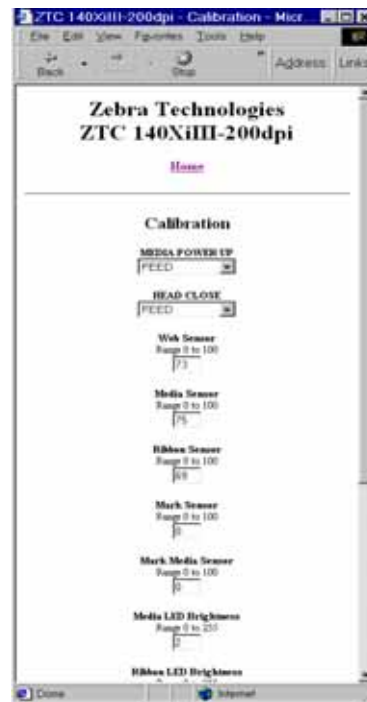 ZTC 140XiIII-200dpi - Calibration - Micr
File Edit View Favorites Tools Help
Back Stop Address Links
Zebra Technologies
ZTC 140XiIII-200dpi
Home
Calibration
MEDIA POWER UP
FEED
HEAD CLOSE
FEED
Web Sensor
Range 0 to 100
73
Media Sensor
Range 0 to 100
75
Ribbon Sensor
Range 0 to 100
Mark Sensor
Range 0 to 100
0
Mark Media Sensor
Range 0 to 100
0
Media LED Brightness
Range 0 to 255
2
Ribbon LED Brightness
Done Internet